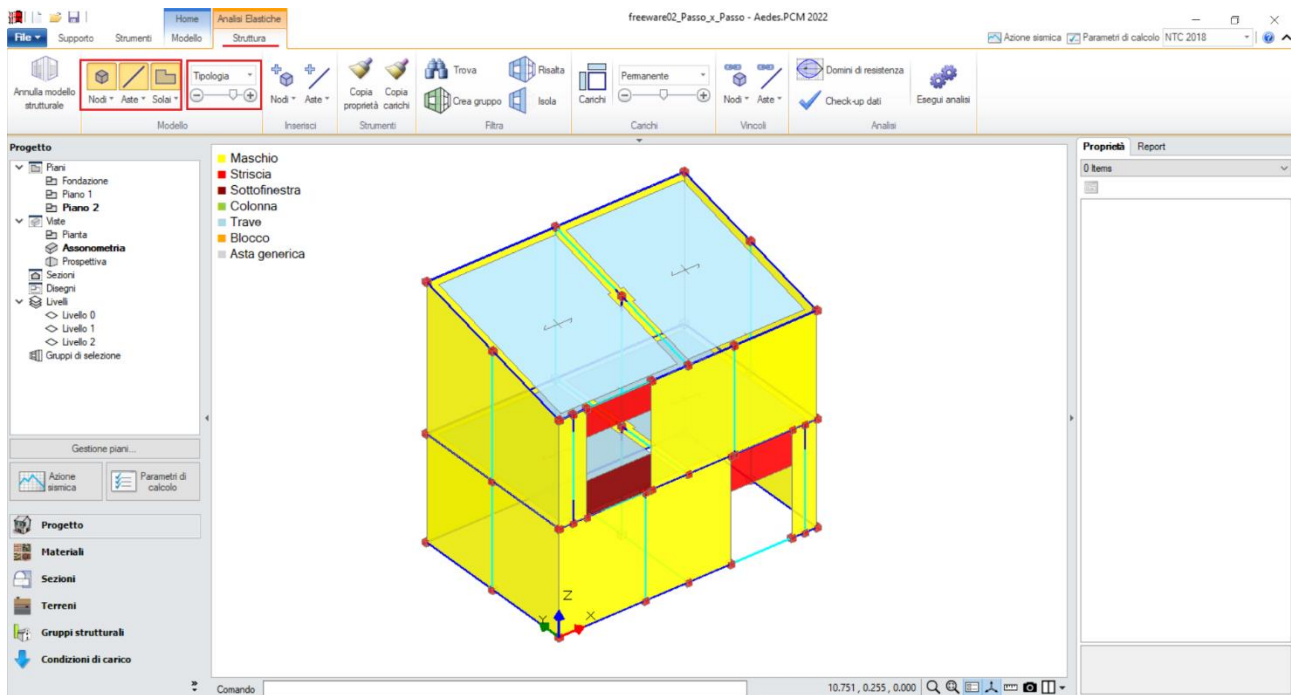 freeware02_Passo_x_Passo - Aedes.PCM 2022
Home
Analisi Elastiche
File
Supporto
Strumenti
Modello
Struttura
Azione sismica
Parametri di calcolo
NTC 2018
Annulla modello
strutturale
Nodi
Aste
Solai
Tipologia
Modello
Nodi
Aste
Inserisci
Copia
proprietà
Copia
carichi
Strumenti
Trova
Crea gruppo
Risalta
Isola
Filtra
Carichi
Permanente
Carichi
Nodi
Aste
Vincoli
Domini di resistenza
Check-up dati
Esegui analisi
Analisi
Progetto
Piani
Fondazione
Piano 1
Piano 2
Viste
Pianta
Assonometria
Prospettiva
Sezioni
Disegni
Livelli
Livello 0
Livello 1
Livello 2
Gruppi di selezione
Gestione piani...
Azione
sismica
Parametri di
calcolo
Progetto
Materiali
Sezioni
Terreni
Gruppi strutturali
Condizioni di carico
Maschio
Striscia
Sottofinestra
Colonna
Trave
Blocco
Asta generica
Z
Y
X
Comando
10.751 , 0.255 , 0.000
Proprietà
Report
0 Items